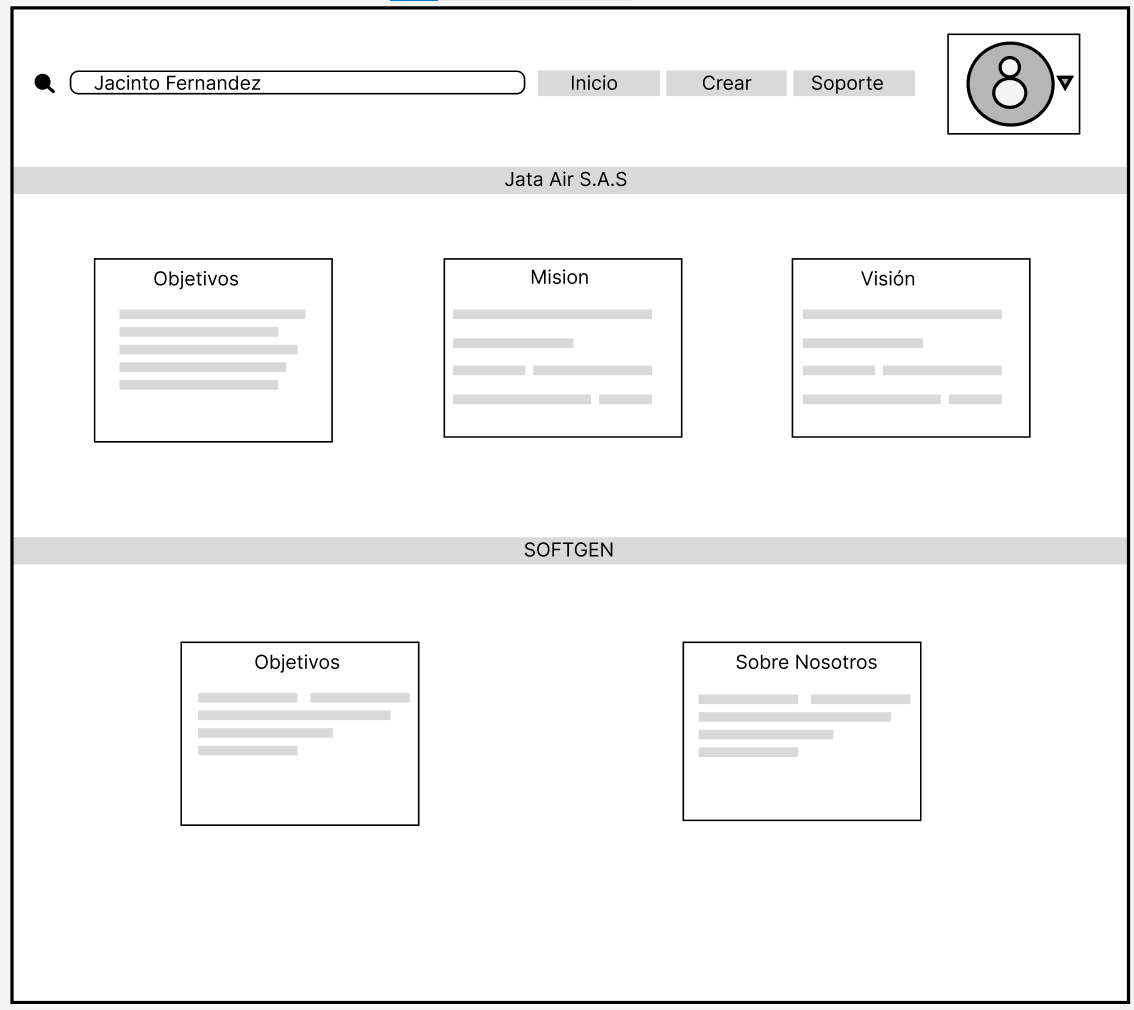 Jacinto Fernandez
Inicio
Crear
Soporte
Jata Air S.A.S
Objetivos
Mision
Visión
SOFTGEN
Objetivos
Sobre Nosotros